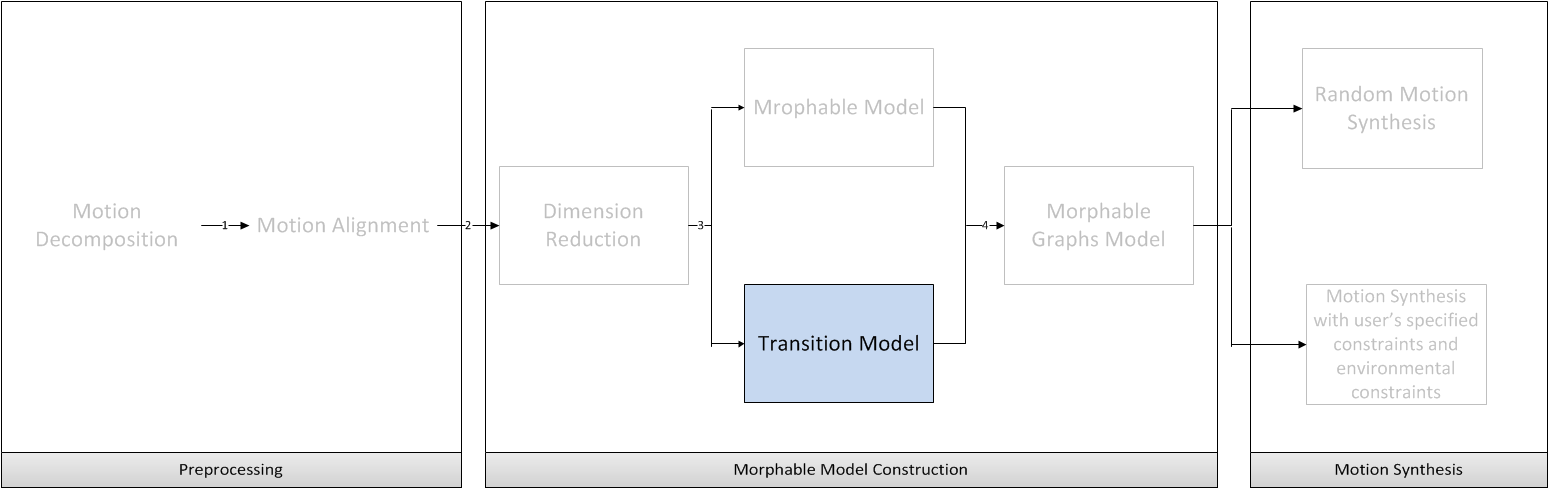 Motion
Decomposition
1
Motion Alignment
2
Preprocessing
Dimension
Reduction
3
Mrophable Model
Transition Model
4
Morphable
Graphs Model
Morphable Model Construction
Random Motion
Synthesis
Motion Synthesis
with user's specified
constraints and
environmental
constraints
Motion Synthesis